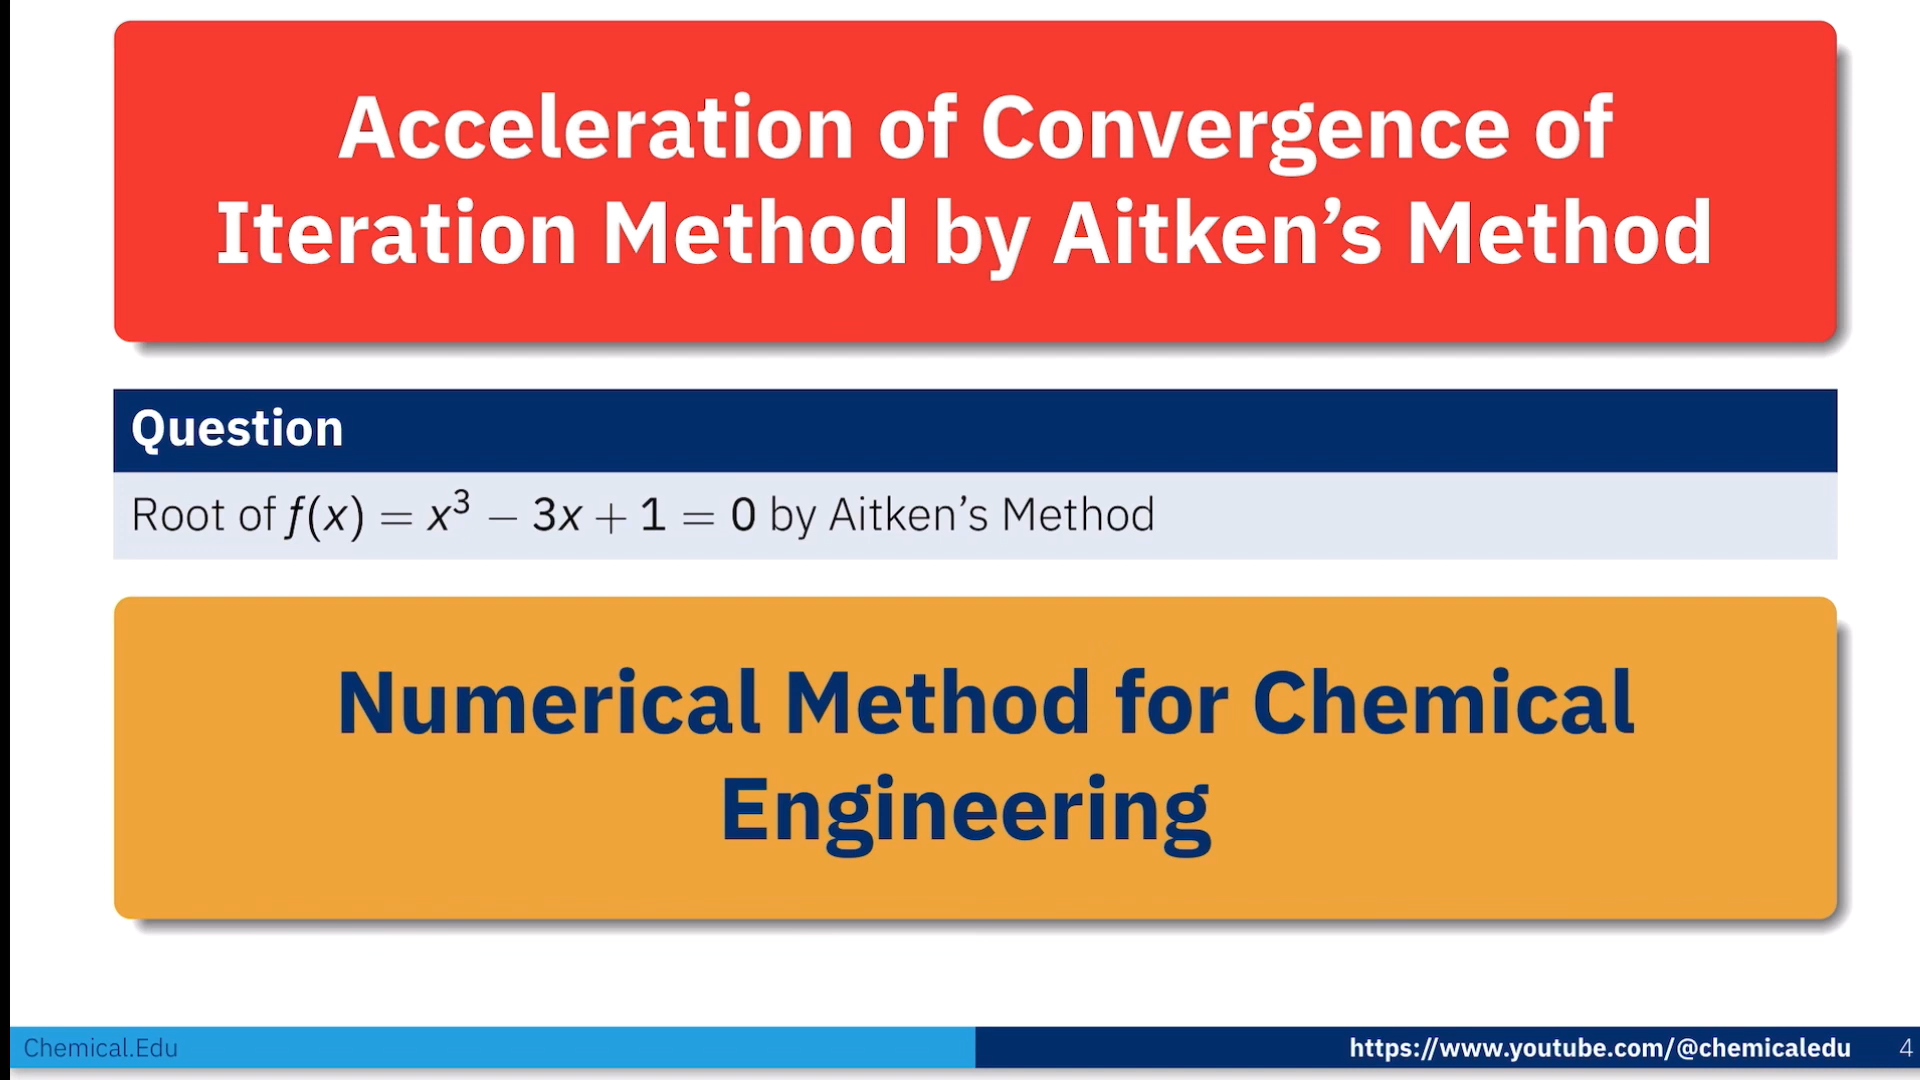 Acceleration of Convergence of
Iteration Method by Aitken’s Method
Question
Root of f(x) = x³ − 3x + 1 = 0 by Aitken’s Method
Numerical Method for Chemical
Engineering
Chemical.Edu
https://www.youtube.com/@chemicaledu 4